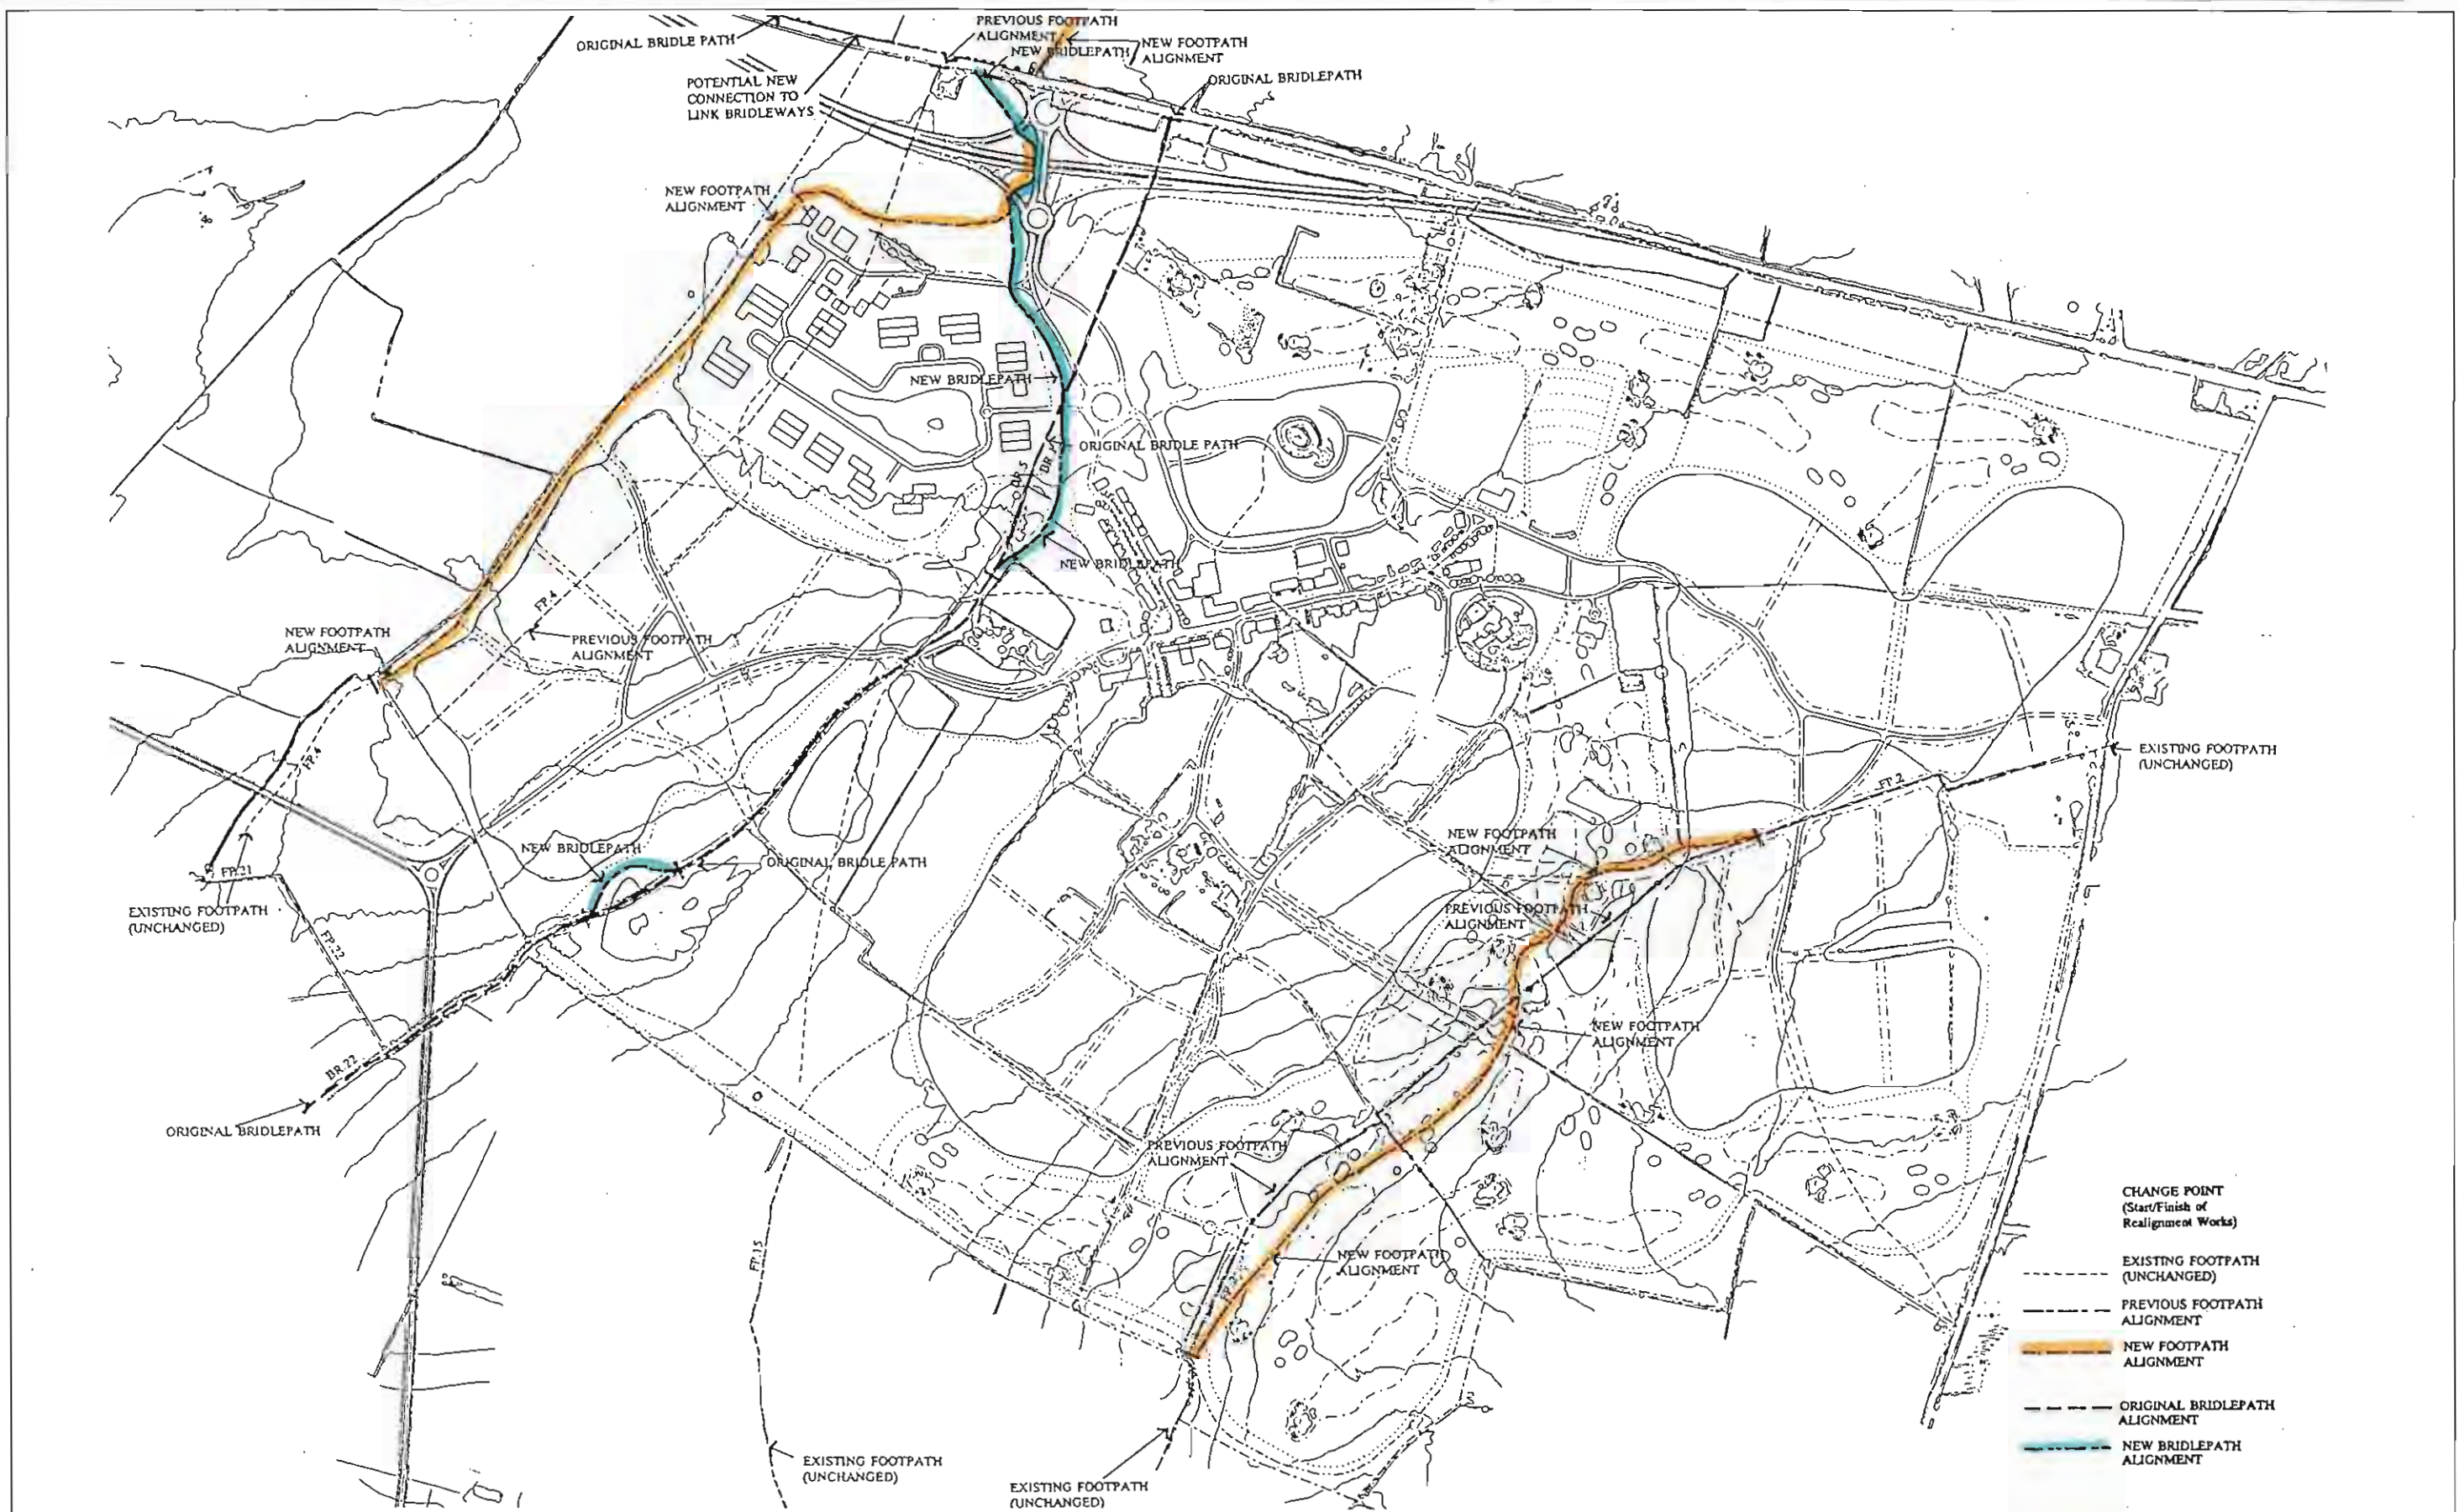 ORIGINAL BRIDLE PATH
PREVIOUS FOOTPATH
ALIGNMENT
NEW BRIDLEPATH
NEW FOOTPATH
ALIGNMENT
ORIGINAL BRIDLEPATH
POTENTIAL NEW
CONNECTION TO
LINK BRIDLEWAYS
NEW FOOTPATH
ALIGNMENT
NEW BRIDLEPATH
ORIGINAL BRIDLE PATH
NEW BRIDLEPATH
FP.4
NEW FOOTPATH
ALIGNMENT
PREVIOUS FOOTPATH
ALIGNMENT
FP.4
EXISTING FOOTPATH
(UNCHANGED)
FP.2
NEW BRIDLEPATH
ORIGINAL BRIDLE PATH
FP.21
EXISTING FOOTPATH
(UNCHANGED)
FP.22
NEW FOOTPATH
ALIGNMENT
PREVIOUS FOOTPATH
ALIGNMENT
NEW FOOTPATH
ALIGNMENT
BR.22
ORIGINAL BRIDLEPATH
PREVIOUS FOOTPATH
ALIGNMENT
FP.15
NEW FOOTPATH
ALIGNMENT
EXISTING FOOTPATH
(UNCHANGED)
EXISTING FOOTPATH
(UNCHANGED)
CHANGE POINT
(Start/Finish of
Realignment Works)
EXISTING FOOTPATH
(UNCHANGED)
PREVIOUS FOOTPATH
ALIGNMENT
NEW FOOTPATH
ALIGNMENT
ORIGINAL BRIDLEPATH
ALIGNMENT
NEW BRIDLEPATH
ALIGNMENT